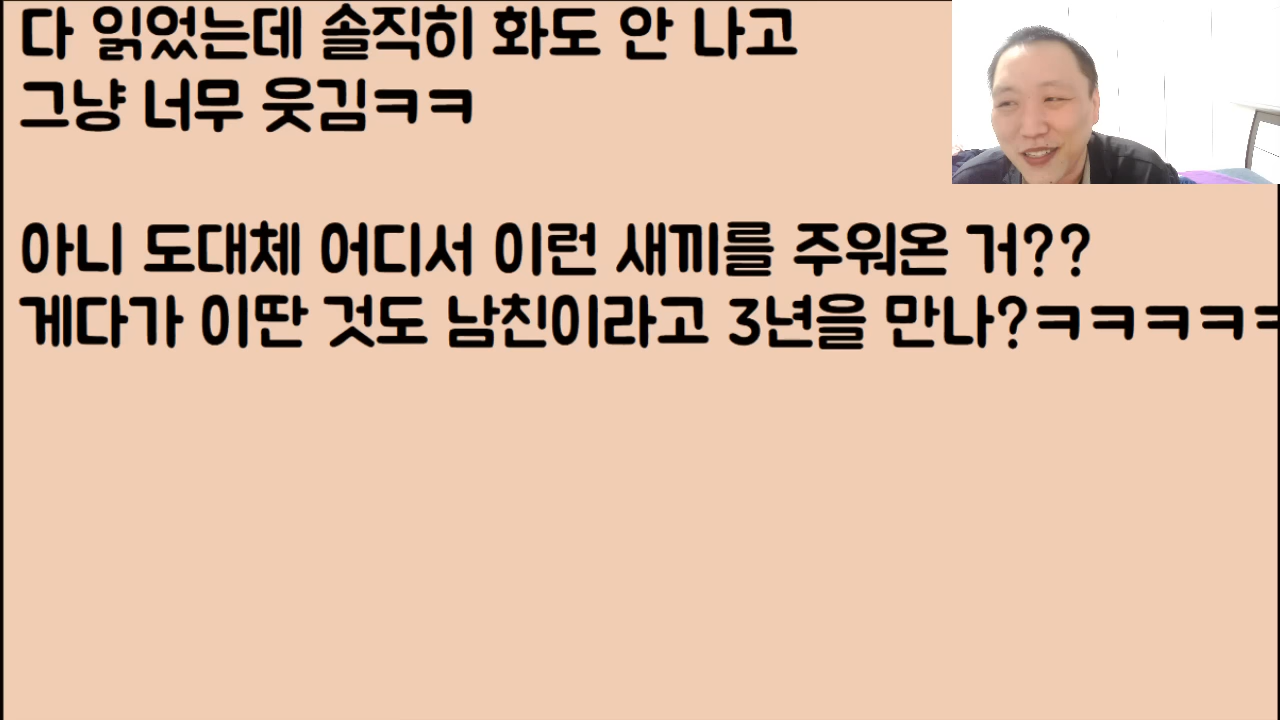 다 읽었는데 솔직히 화도 안 나고
그냥 너무 웃김ㅋㅋ
아니 도대체 어디서 이런 새끼를 주워온 거??
게다가 이딴 것도 남친이라고 3년을 만나?ㅋㅋㅋㅋㅋ